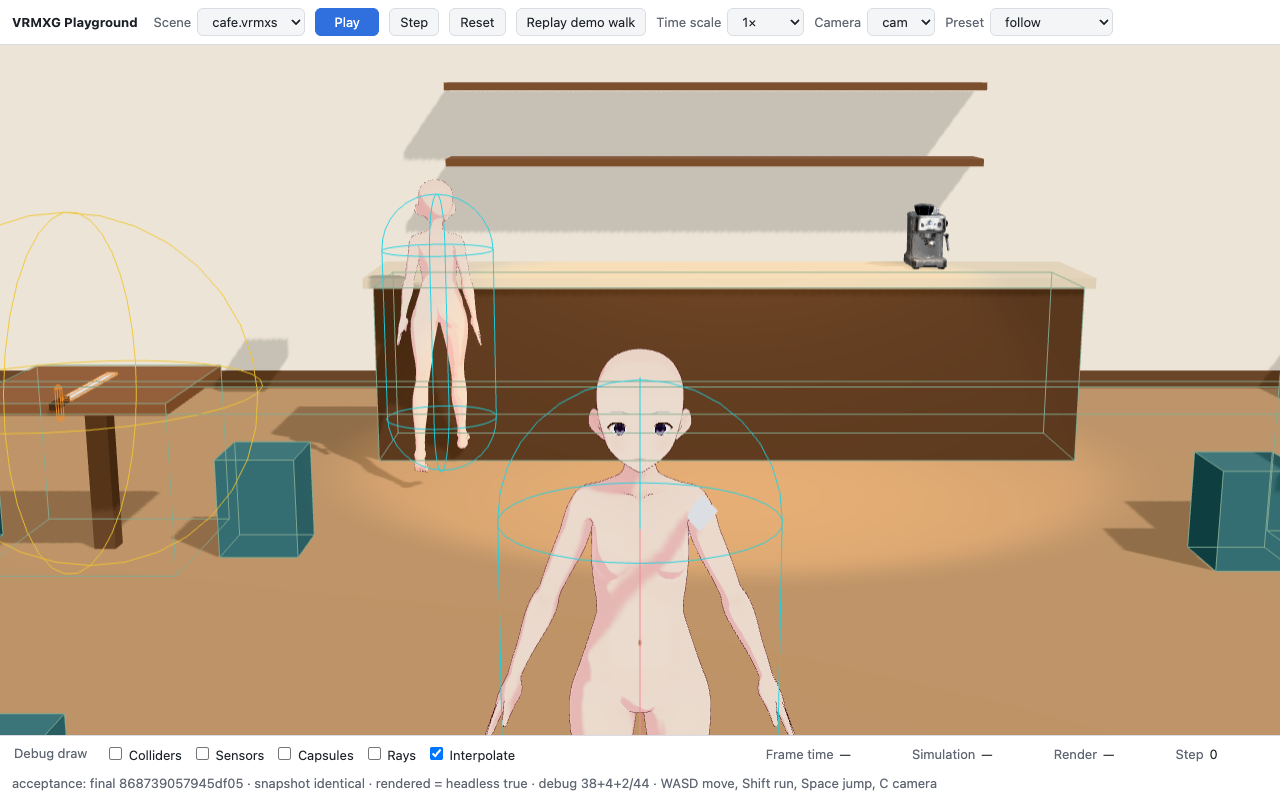 VRMXG Playground Scene cafe.vrmxs Play Step Reset Replay demo walk Time scale 1× Camera cam Preset follow
Debug draw Colliders Sensors Capsules Rays Interpolate Frame time — Simulation — Render — Step 0
acceptance: final 868739057945df05 · snapshot identical · rendered = headless true · debug 38+4+2/44 · WASD move, Shift run, Space jump, C camera